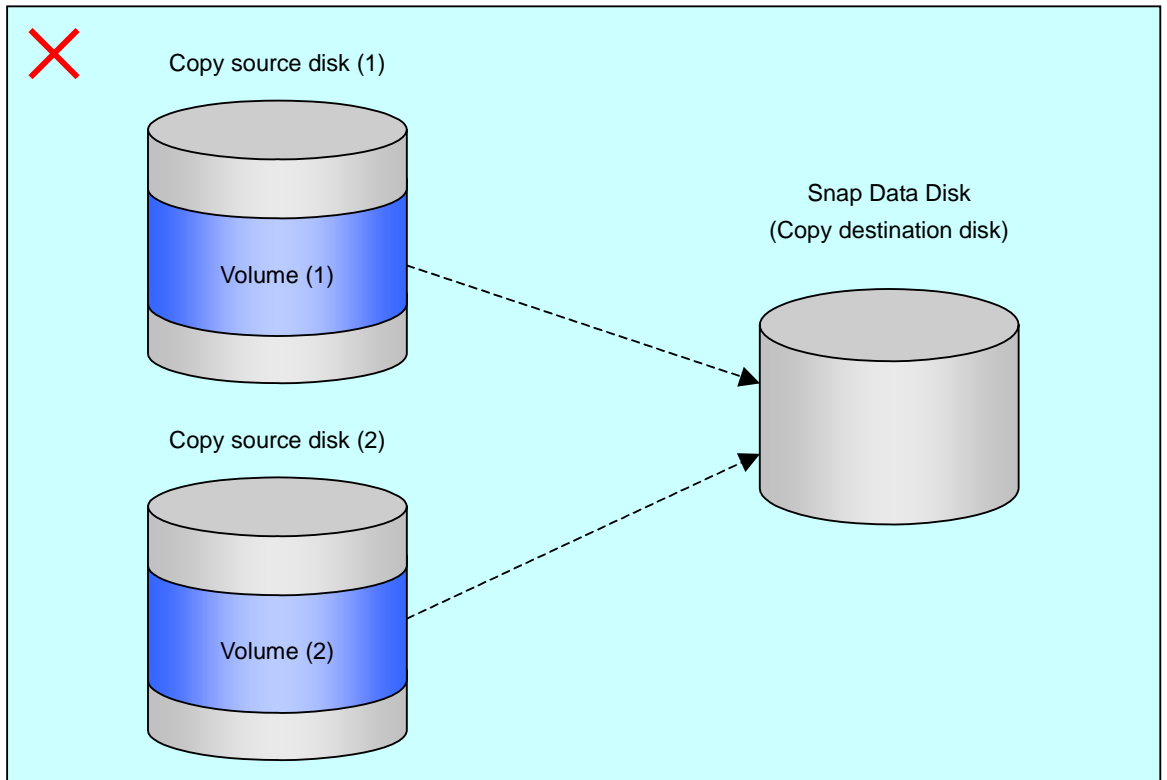 Copy source disk (1)
Volume (1)
Snap Data Disk
(Copy destination disk)
Copy source disk (2)
Volume (2)